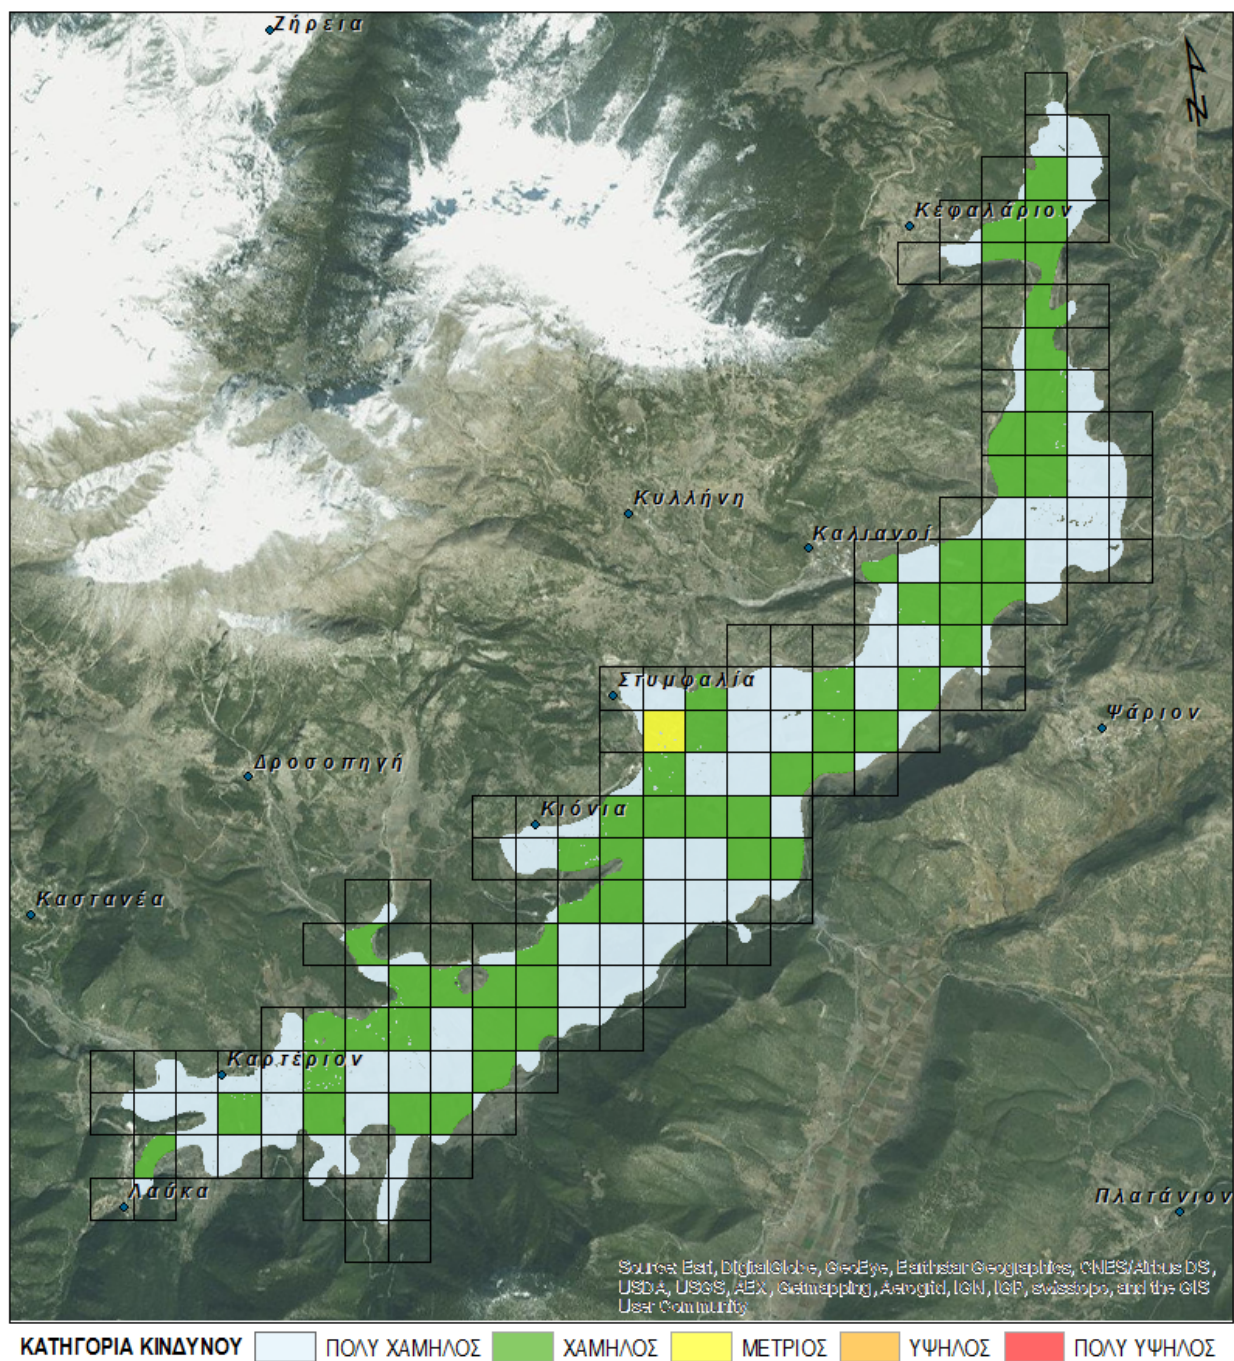 Ζήρεια
N
Κεφαλάριον
Κυλλήνη
Καλιανοί
Στυμφαλία
Ψάριον
Δροσοπηγή
Κιόνια
Καστανέα
Καρτέριον
Λαύκα
Πλατάνιον
Source: Esri, DigitalGlobe, GeoEye, Earthstar Geographics, CNES/Airbus DS,
USDA, USGS, AEX, Getmapping, Aerogrid, IGN, IGP, swisstopo, and the GIS
User Community
ΚΑΤΗΓΟΡΙΑ ΚΙΝΔΥΝΟΥ ΠΟΛΥ ΧΑΜΗΛΟΣ ΧΑΜΗΛΟΣ ΜΕΤΡΙΟΣ ΥΨΗΛΟΣ ΠΟΛΥ ΥΨΗΛΟΣ